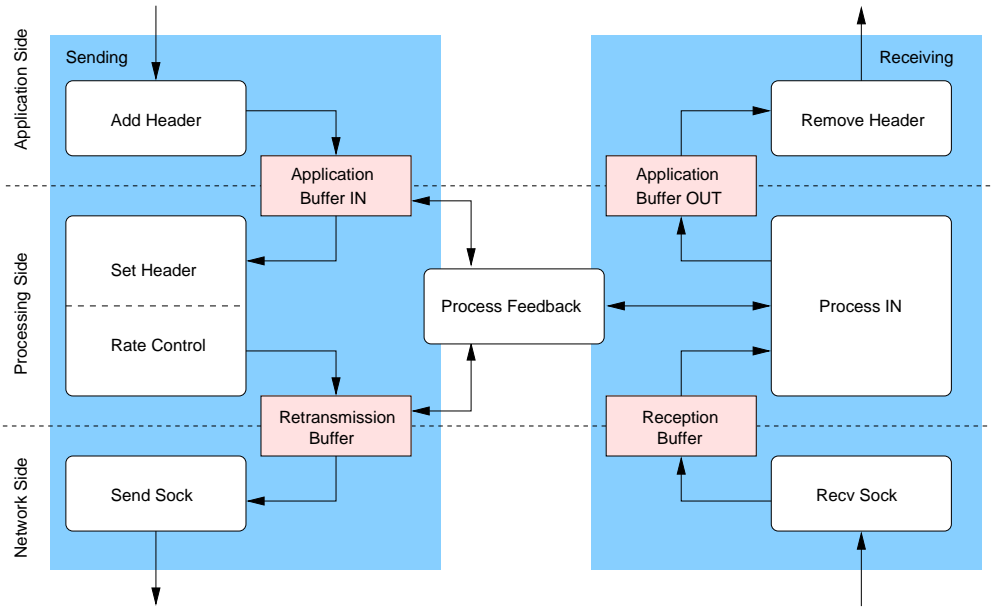 Application Side
Processing Side
Network Side
Sending
Add Header
Application
Buffer IN
Set Header
Rate Control
Retransmission
Buffer
Send Sock
Process Feedback
Receiving
Remove Header
Application
Buffer OUT
Process IN
Reception
Buffer
Recv Sock